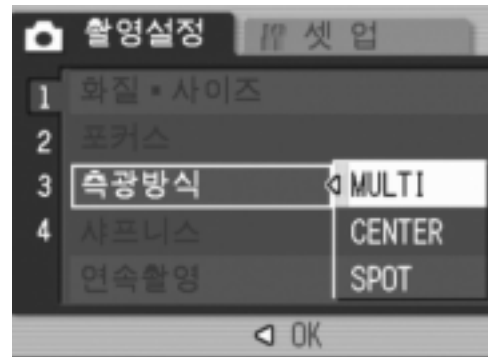 촬영설정 셋 업
1 화질▪사이즈
2 포커스
3 측광방식 MULTI
4 샤프니스 CENTER
연속촬영 SPOT
OK